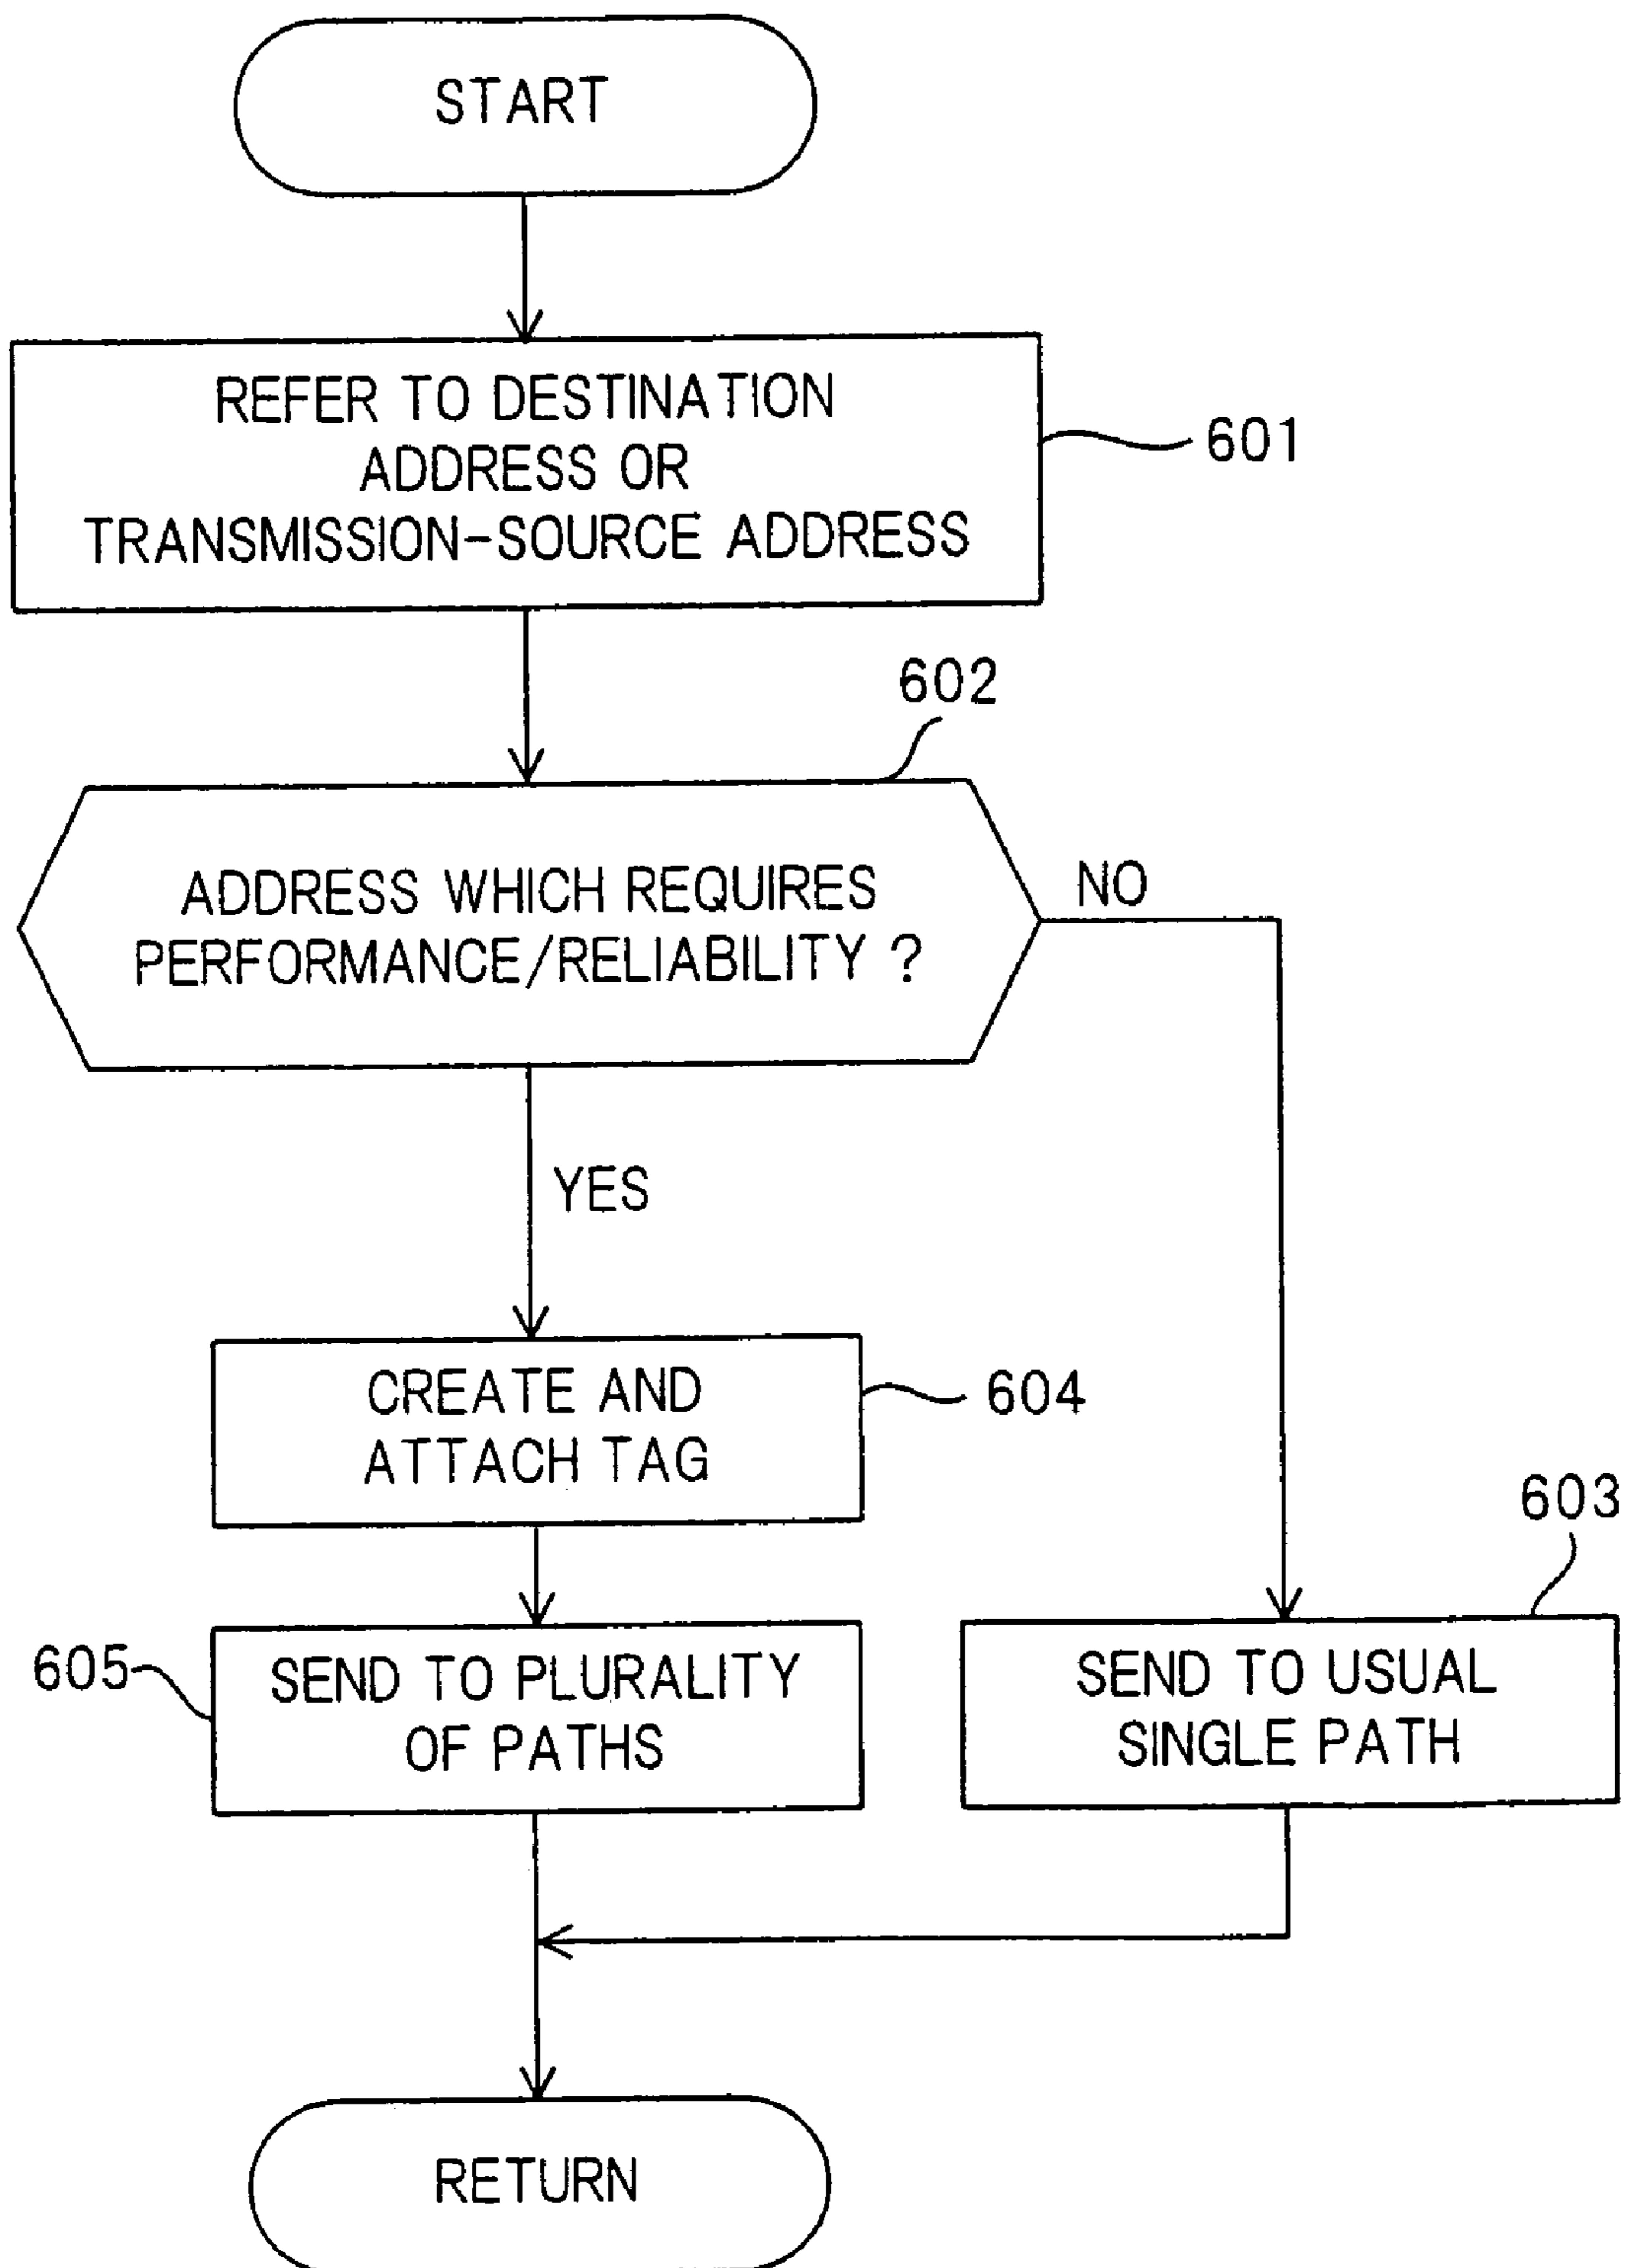 START
REFER TO DESTINATION
ADDRESS OR
TRANSMISSION-SOURCE ADDRESS
601
602
ADDRESS WHICH REQUIRES
PERFORMANCE/RELIABILITY ?
NO
YES
CREATE AND
ATTACH TAG
604
603
605
SEND TO PLURALITY
OF PATHS
SEND TO USUAL
SINGLE PATH
RETURN